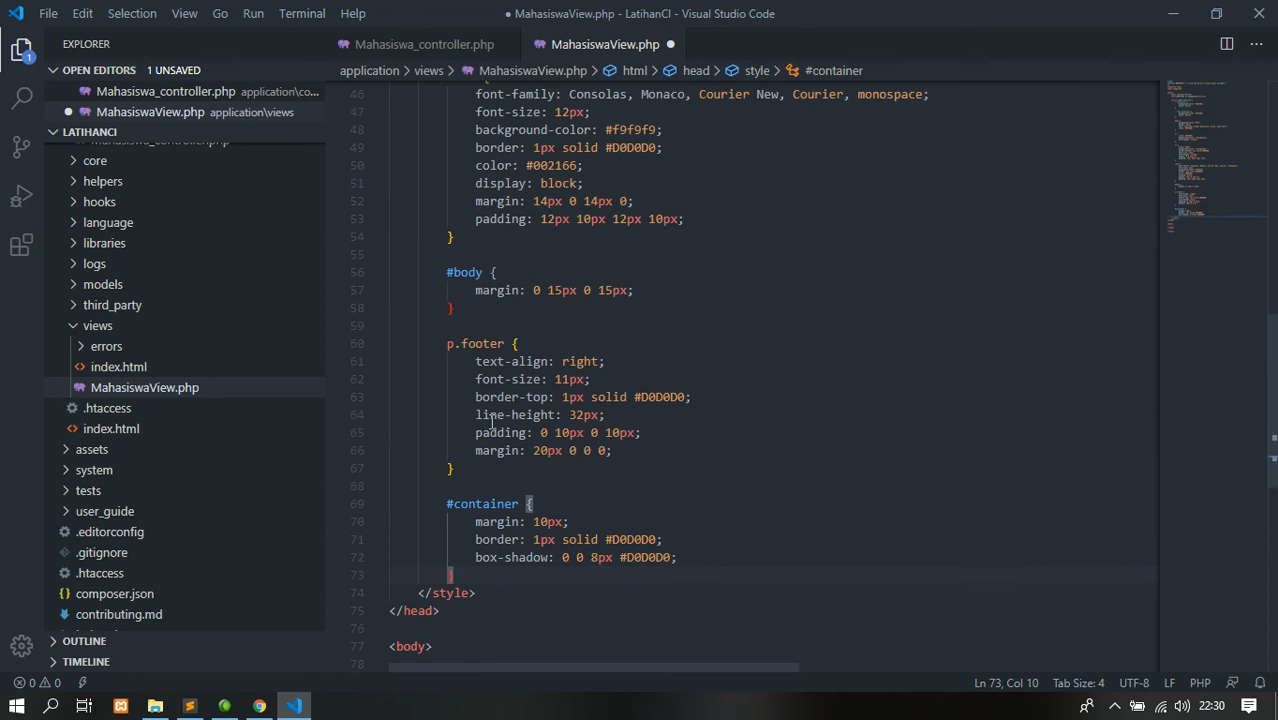 File Edit Selection View Go Run Terminal Help
● MahasiswaView.php - LatihanCI - Visual Studio Code
EXPLORER
Mahasiswa_controller.php
MahasiswaView.php ●
OPEN EDITORS 1 UNSAVED
application > views > MahasiswaView.php > html > head > style > #container
Mahasiswa_controller.php application\co...
● MahasiswaView.php application\views
LATIHANCI
core
helpers
hooks
language
libraries
logs
models
third_party
views
errors
index.html
MahasiswaView.php
.htaccess
index.html
assets
system
tests
user_guide
.editorconfig
.gitignore
.htaccess
composer.json
contributing.md
OUTLINE
TIMELINE
46 font-family: Consolas, Monaco, Courier New, Courier, monospace;
47 font-size: 12px;
48 background-color: #f9f9f9;
49 border: 1px solid #D0D0D0;
50 color: #002166;
51 display: block;
52 margin: 14px 0 14px 0;
53 padding: 12px 10px 12px 10px;
54 }
55
56 #body {
57 margin: 0 15px 0 15px;
58 }
59
60 p.footer {
61 text-align: right;
62 font-size: 11px;
63 border-top: 1px solid #D0D0D0;
64 line-height: 32px;
65 padding: 0 10px 0 10px;
66 margin: 20px 0 0 0;
67 }
68
69 #container {
70 margin: 10px;
71 border: 1px solid #D0D0D0;
72 box-shadow: 0 0 8px #D0D0D0;
73 }
74 </style>
75 </head>
76
77 <body>
78
1
0 0
Ln 73, Col 10 Tab Size: 4 UTF-8 LF PHP
22:30